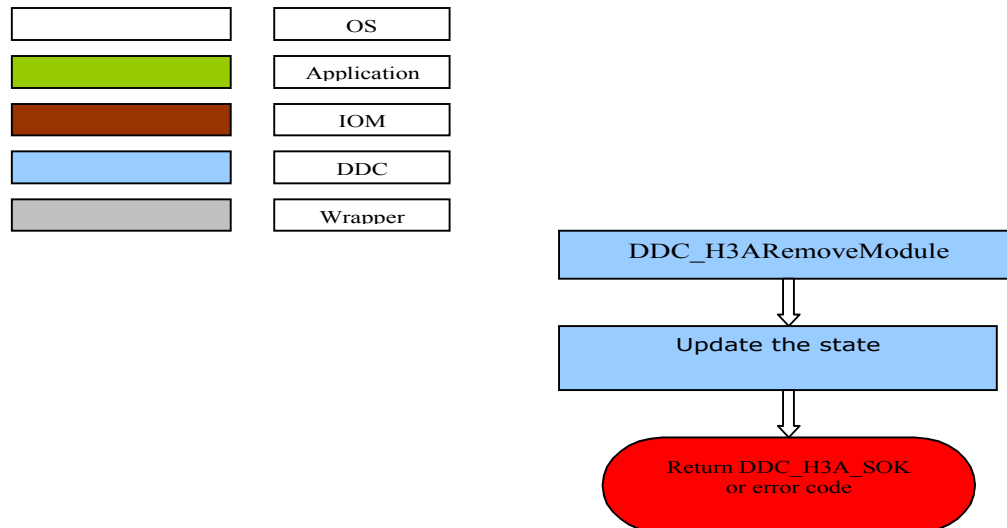 OS
Application
IOM
DDC
Wrapper
DDC_H3ARemoveModule
Update the state
Return DDC_H3A_SOK
or error code